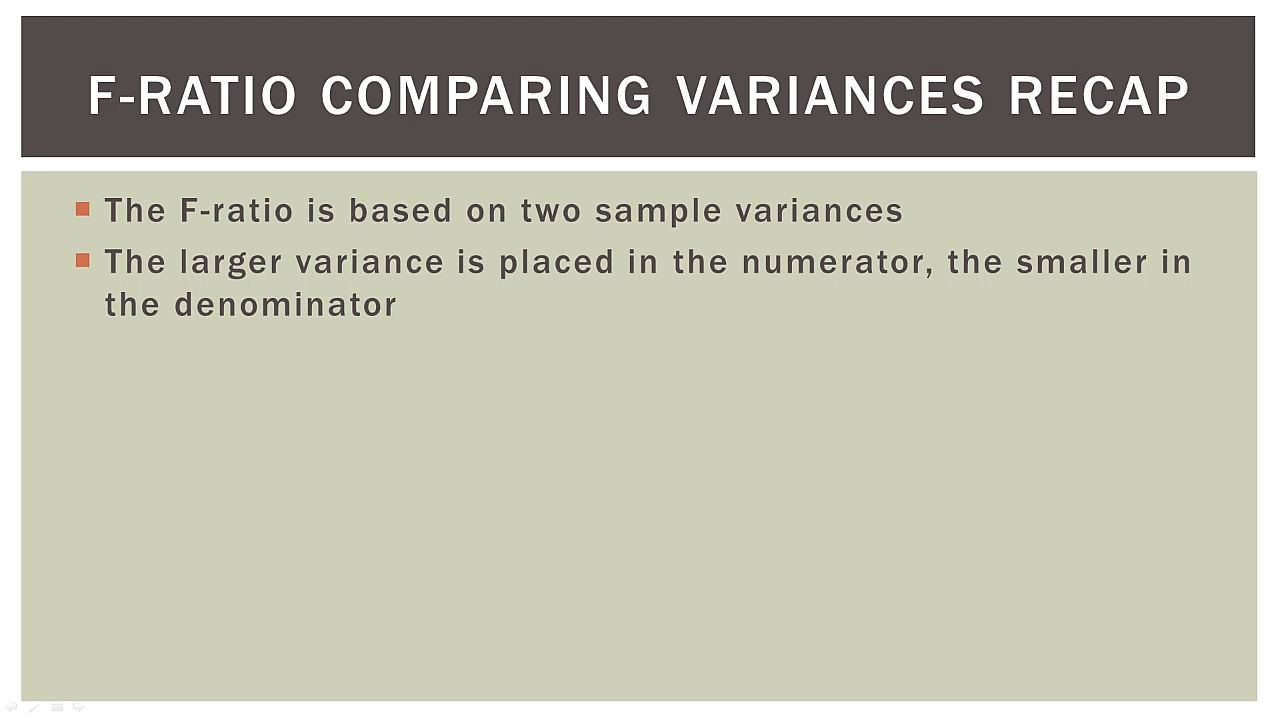 F-RATIO COMPARING VARIANCES RECAP
The F-ratio is based on two sample variances
The larger variance is placed in the numerator, the smaller in
the denominator